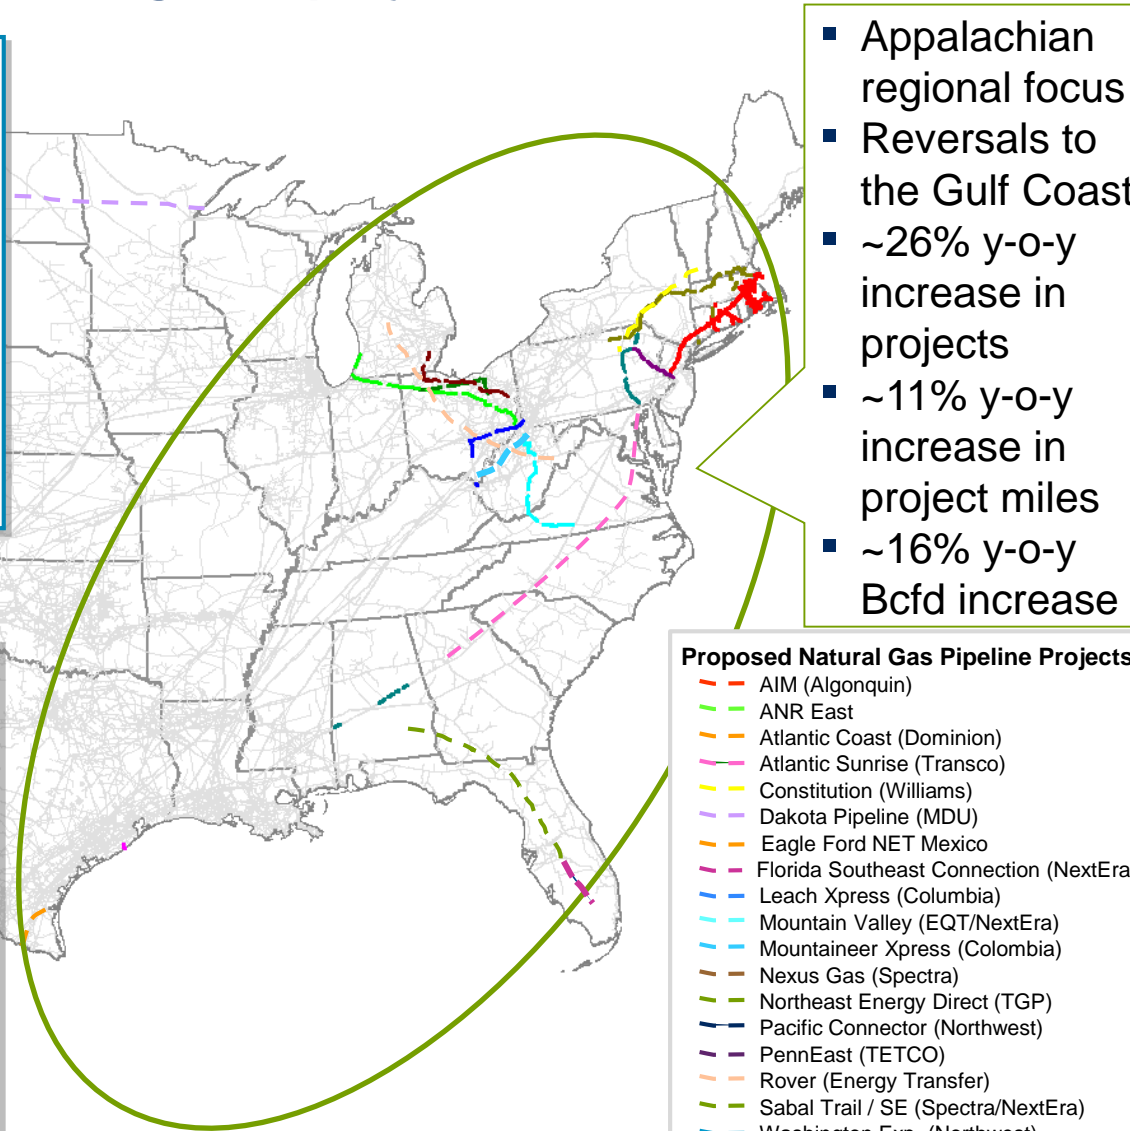 ▪ Appalachian
regional focus
▪ Reversals to
the Gulf Coast
▪ ~26% y-o-y
increase in
projects
▪ ~11% y-o-y
increase in
project miles
▪ ~16% y-o-y
Bcfd increase
Proposed Natural Gas Pipeline Projects
AIM (Algonquin)
ANR East
Atlantic Coast (Dominion)
Atlantic Sunrise (Transco)
Constitution (Williams)
Dakota Pipeline (MDU)
Eagle Ford NET Mexico
Florida Southeast Connection (NextEra
Leach Xpress (Columbia)
Mountain Valley (EQT/NextEra)
Mountaineer Xpress (Colombia)
Nexus Gas (Spectra)
Northeast Energy Direct (TGP)
Pacific Connector (Northwest)
PennEast (TETCO)
Rover (Energy Transfer)
Sabal Trail / SE (Spectra/NextEra)
Washington Exp. (Northwest)